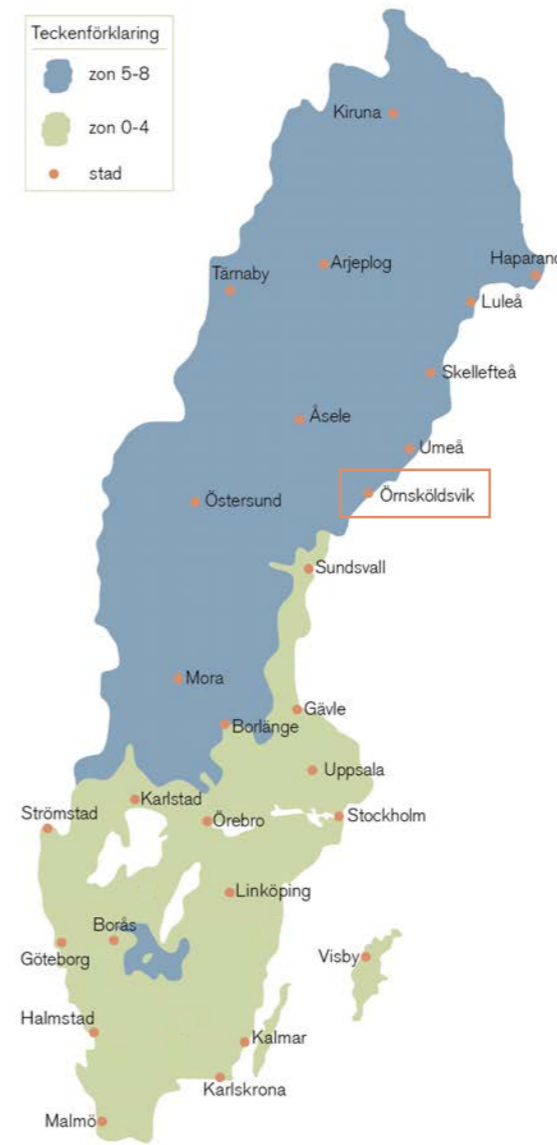 Teckenförklaring
zon 5-8
zon 0-4
stad
Kiruna
Arjeplog
Haparand
Tärnaby
Luleå
Skellefteå
Åsele
Umeå
Örnsköldsvik
Östersund
Sundsvall
Mora
Gävle
Borlänge
Uppsala
Karlstad
Strömstad
Stockholm
Örebro
Linköping
Borås
Göteborg
Visby
Halmstad
Kalmar
Karlskrona
Malmö